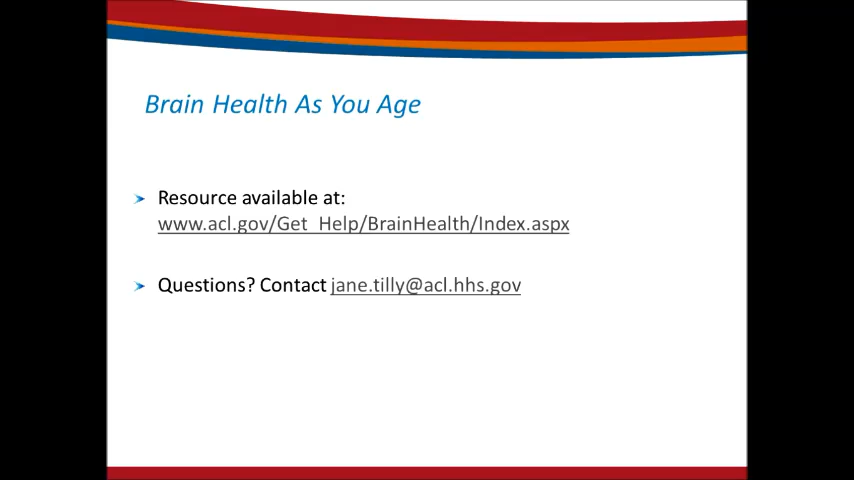 Brain Health As You Age
Resource available at:
www.acl.gov/Get_Help/BrainHealth/Index.aspx
Questions? Contact jane.tilly@acl.hhs.gov